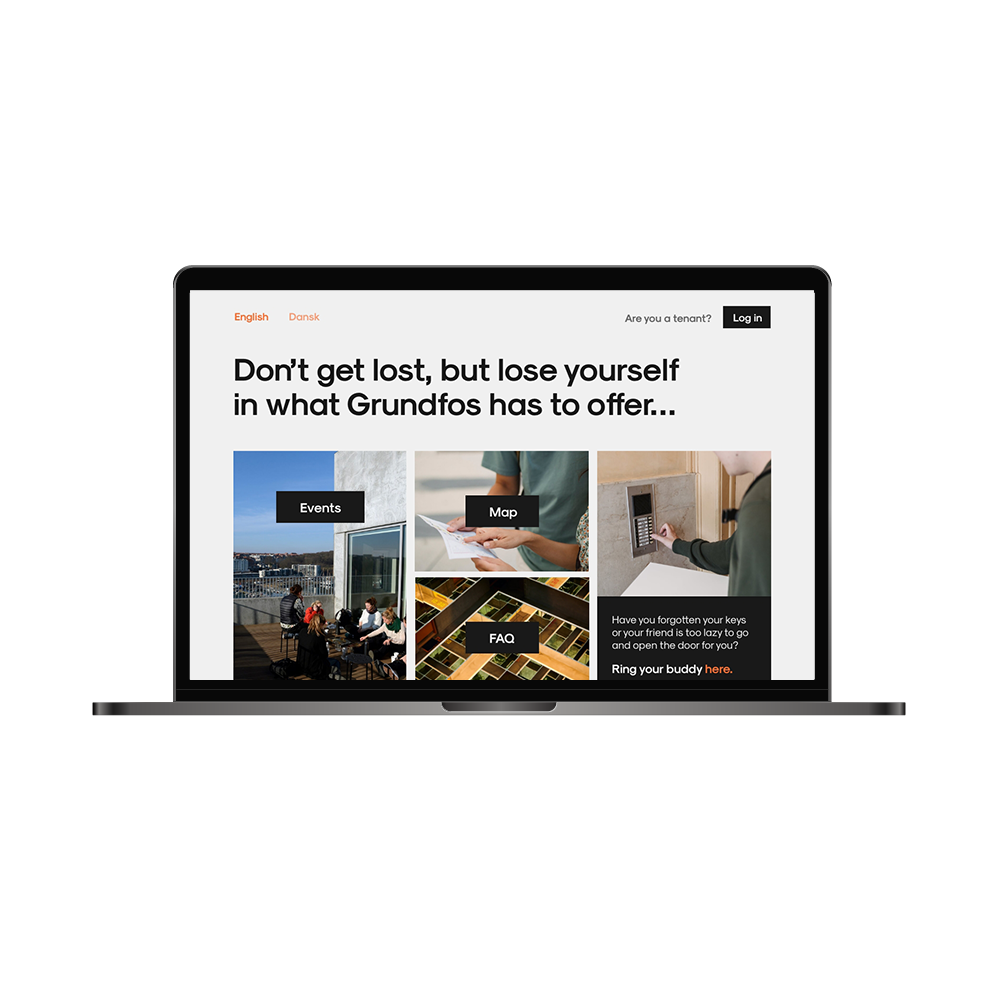 English
Dansk
Are you a tenant?
Log in
Don’t get lost, but lose yourself
in what Grundfos has to offer...
Events
Map
FAQ
Have you forgotten your keys
or your friend is too lazy to go
and open the door for you?
Ring your buddy here.